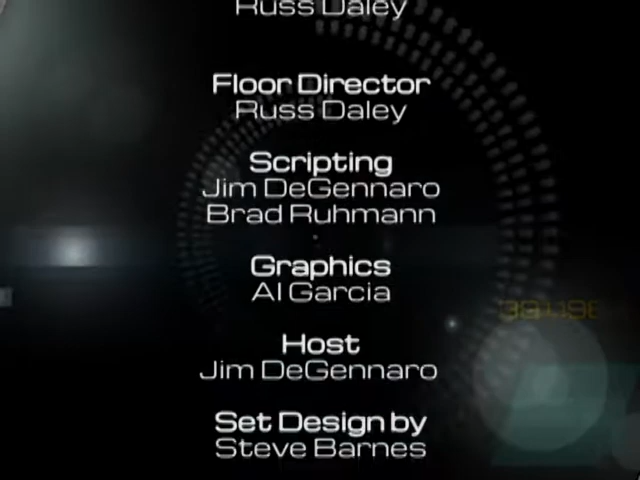 Russ Daley
Floor Director
Russ Daley
Scripting
Jim DeGennaro
Brad Ruhmann
Graphics
Al Garcia
Host
Jim DeGennaro
Set Design by
Steve Barnes